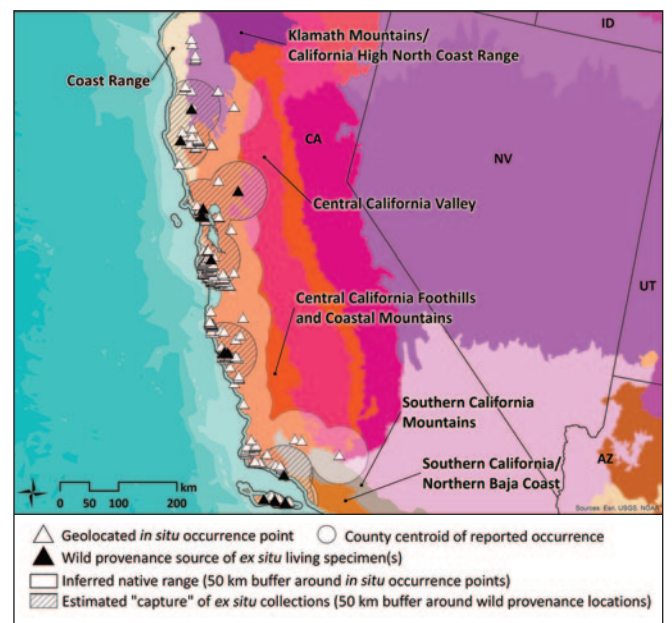 ID
Klamath Mountains/
California High North Coast Range
Coast Range
CA
NV
Central California Valley
UT
Central California Foothills
and Coastal Mountains
Southern California
Mountains
Southern California/
Northern Baja Coast
AZ
km
0 50 100 200
Sources: Esri, USGS, NOAA
Geolocated in situ occurrence point
County centroid of reported occurrence
Wild provenance source of ex situ living specimen(s)
Inferred native range (50 km buffer around in situ occurrence points)
Estimated "capture" of ex situ collections (50 km buffer around wild provenance locations)